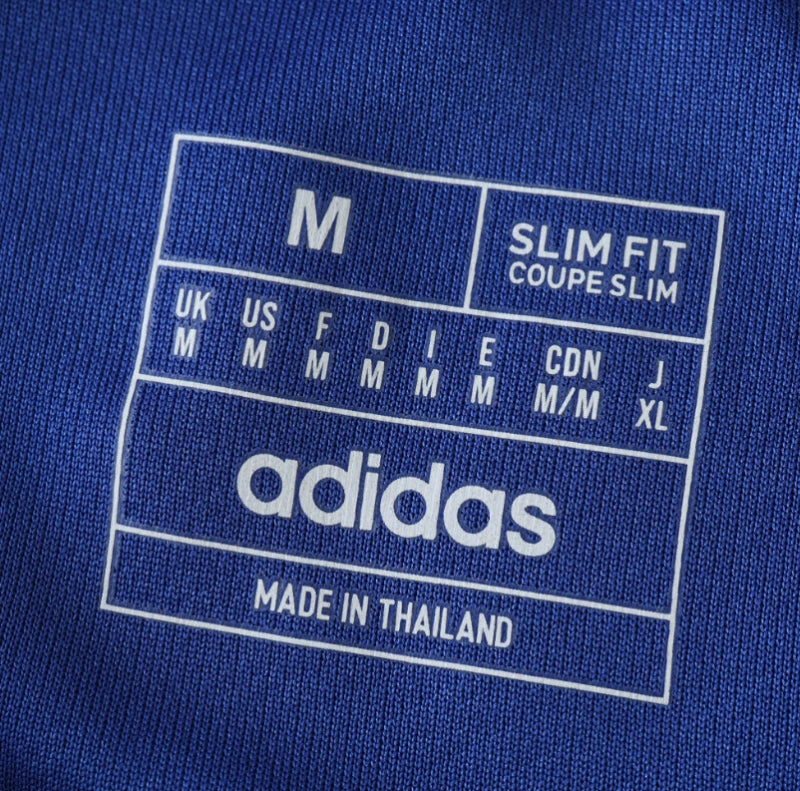 M
SLIM FIT
COUPE SLIM
UK US F D I E CDN J
M M M M M M M/M XL
adidas
MADE IN THAILAND